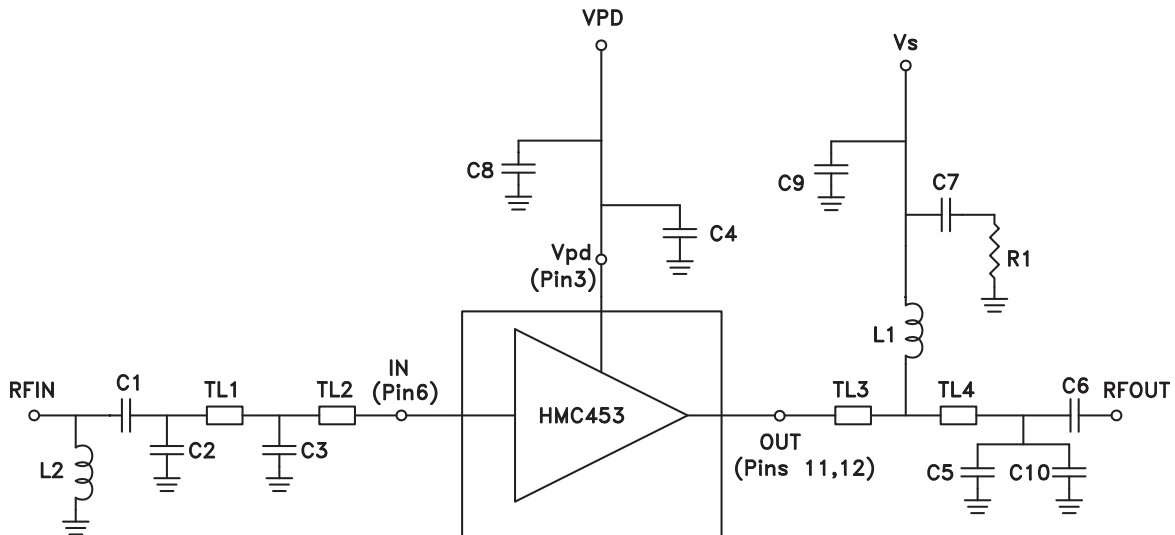 VPD
Vs
C8
C9
C7
C4
Vpd
(Pin3)
R1
L1
IN
(Pin6)
RFIN
C1
TL1
TL2
HMC453
TL3
TL4
C6
RFOUT
L2
C2
C3
OUT
(Pins 11,12)
C5
C10